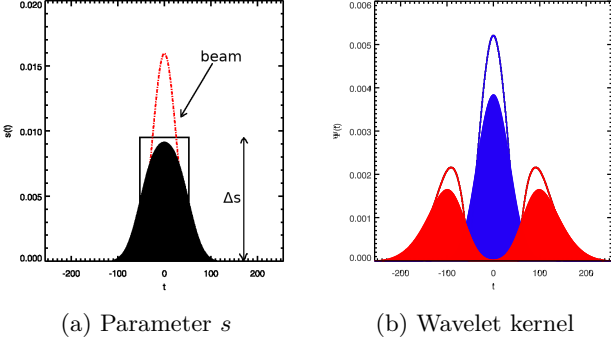 0.020
0.015
0.010
0.005
0.000
s(t)
beam
Δs
-200 -100 0 100 200
t
0.006
0.005
0.004
0.003
0.002
0.001
0.000
Ψ(t)
-200 -100 0 100 200
t
(a) Parameter s
(b) Wavelet kernel